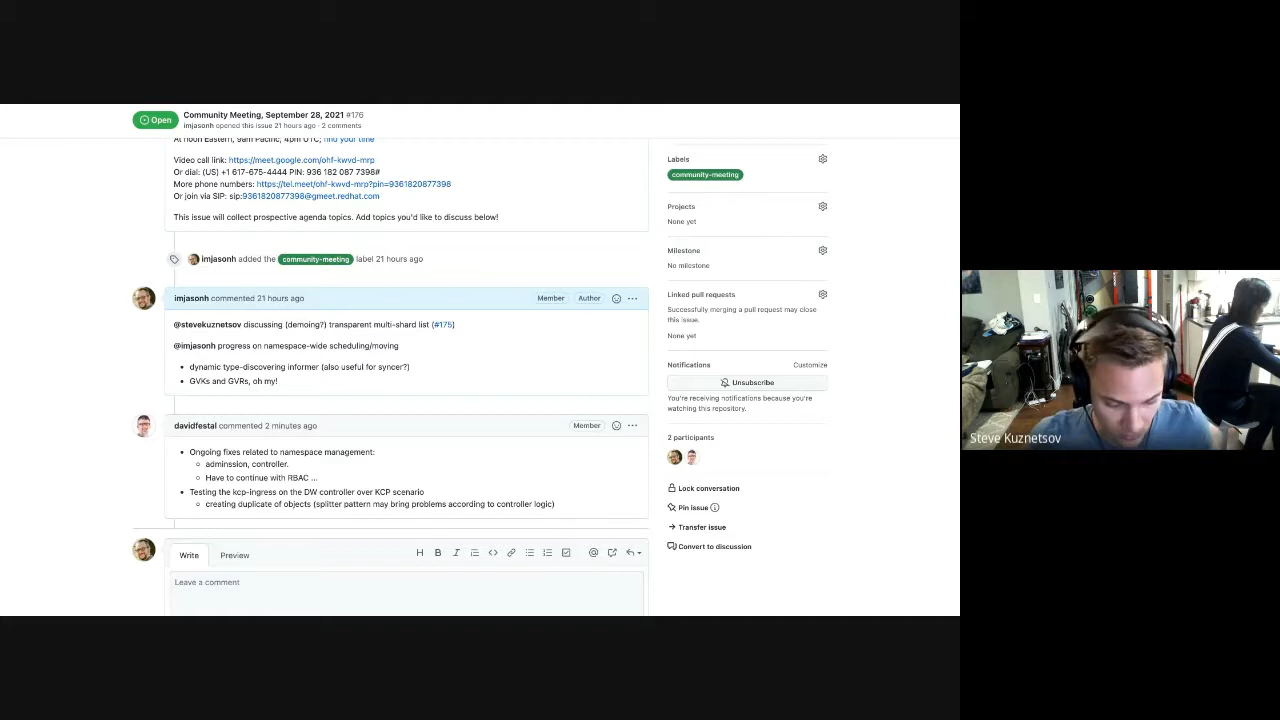 Open
Community Meeting, September 28, 2021 #176
imjasonh opened this issue 21 hours ago · 2 comments
At noon Eastern, 9am Pacific, 4pm UTC, find your time
Video call link: https://meet.google.com/ohf-kwvd-mrp
Or dial: (US) +1 617-675-4444 PIN: 936 182 087 7398#
More phone numbers: https://tel.meet/ohf-kwvd-mrp?pin=9361820877398
Or join via SIP: sip:9361820877398@gmeet.redhat.com
This issue will collect prospective agenda topics. Add topics you'd like to discuss below!
imjasonh added the community-meeting label 21 hours ago
imjasonh commented 21 hours ago
Member
Author
@stevekuznetsov discussing (demoing?) transparent multi-shard list (#175)
@imjasonh progress on namespace-wide scheduling/moving
dynamic type-discovering informer (also useful for syncer?)
GVKs and GVRs, oh my!
davidfestal commented 2 minutes ago
Member
Ongoing fixes related to namespace management:
adminssion, controller.
Have to continue with RBAC ...
Testing the kcp-ingress on the DW controller over KCP scenario
creating duplicate of objects (splitter pattern may bring problems according to controller logic)
Write
Preview
Leave a comment
Labels
community-meeting
Projects
None yet
Milestone
No milestone
Linked pull requests
Successfully merging a pull request may close
this issue.
None yet
Notifications
Customize
Unsubscribe
You're receiving notifications because you're
watching this repository.
2 participants
Lock conversation
Pin issue
Transfer issue
Convert to discussion
Steve Kuznetsov